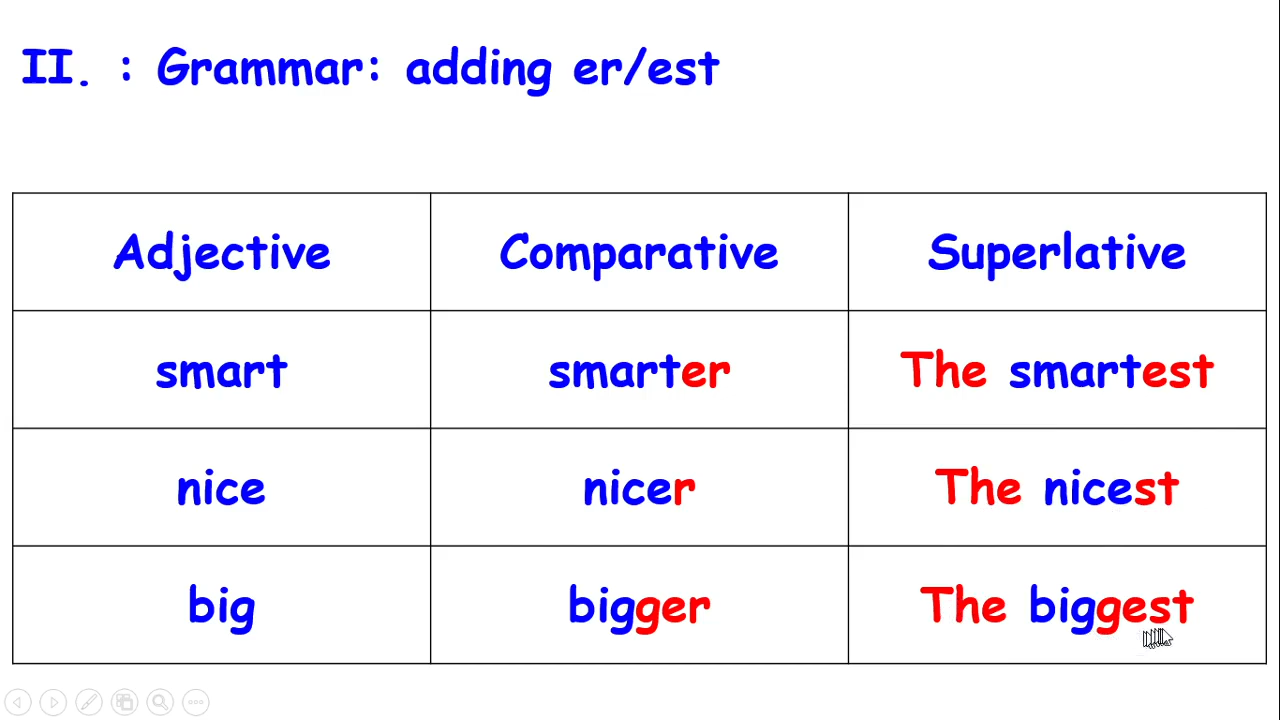 II. : Grammar: adding er/est
Adjective Comparative Superlative
smart smarter The smartest
nice nicer The nicest
big bigger The biggest